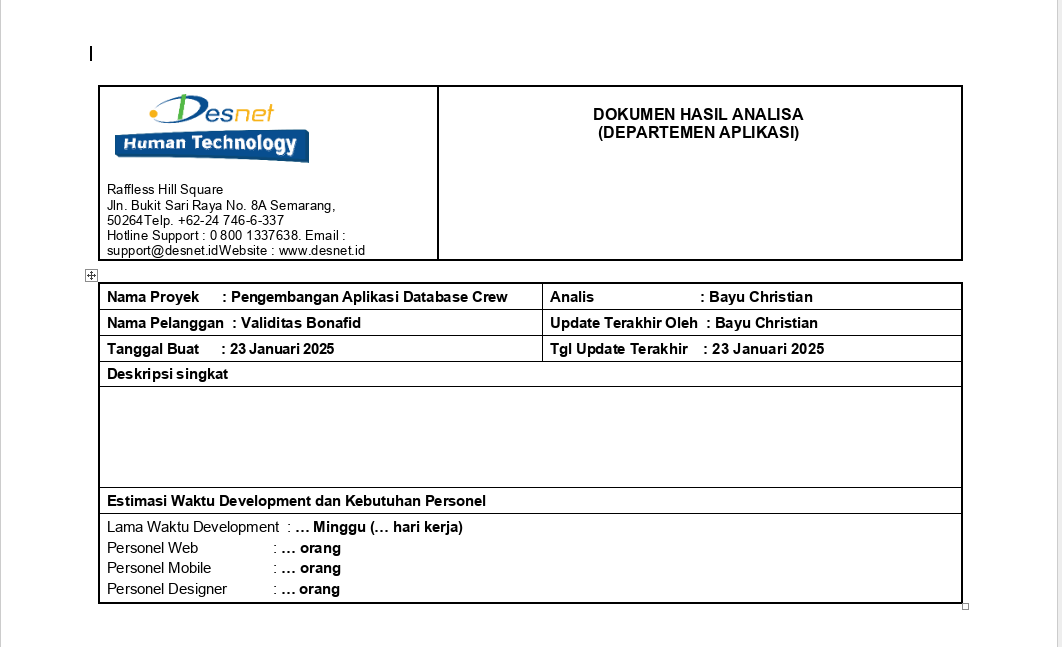 Desnet
Human Technology
Raffless Hill Square
Jln. Bukit Sari Raya No. 8A Semarang,
50264Telp. +62-24 746-6-337
Hotline Support : 0 800 1337638. Email :
support@desnet.idWebsite : www.desnet.id
DOKUMEN HASIL ANALISA
(DEPARTEMEN APLIKASI)
Nama Proyek : Pengembangan Aplikasi Database Crew
Analis : Bayu Christian
Nama Pelanggan : Validitas Bonafid
Update Terakhir Oleh : Bayu Christian
Tanggal Buat : 23 Januari 2025
Tgl Update Terakhir : 23 Januari 2025
Deskripsi singkat
Estimasi Waktu Development dan Kebutuhan Personel
Lama Waktu Development : ... Minggu (... hari kerja)
Personel Web : ... orang
Personel Mobile : ... orang
Personel Designer : ... orang